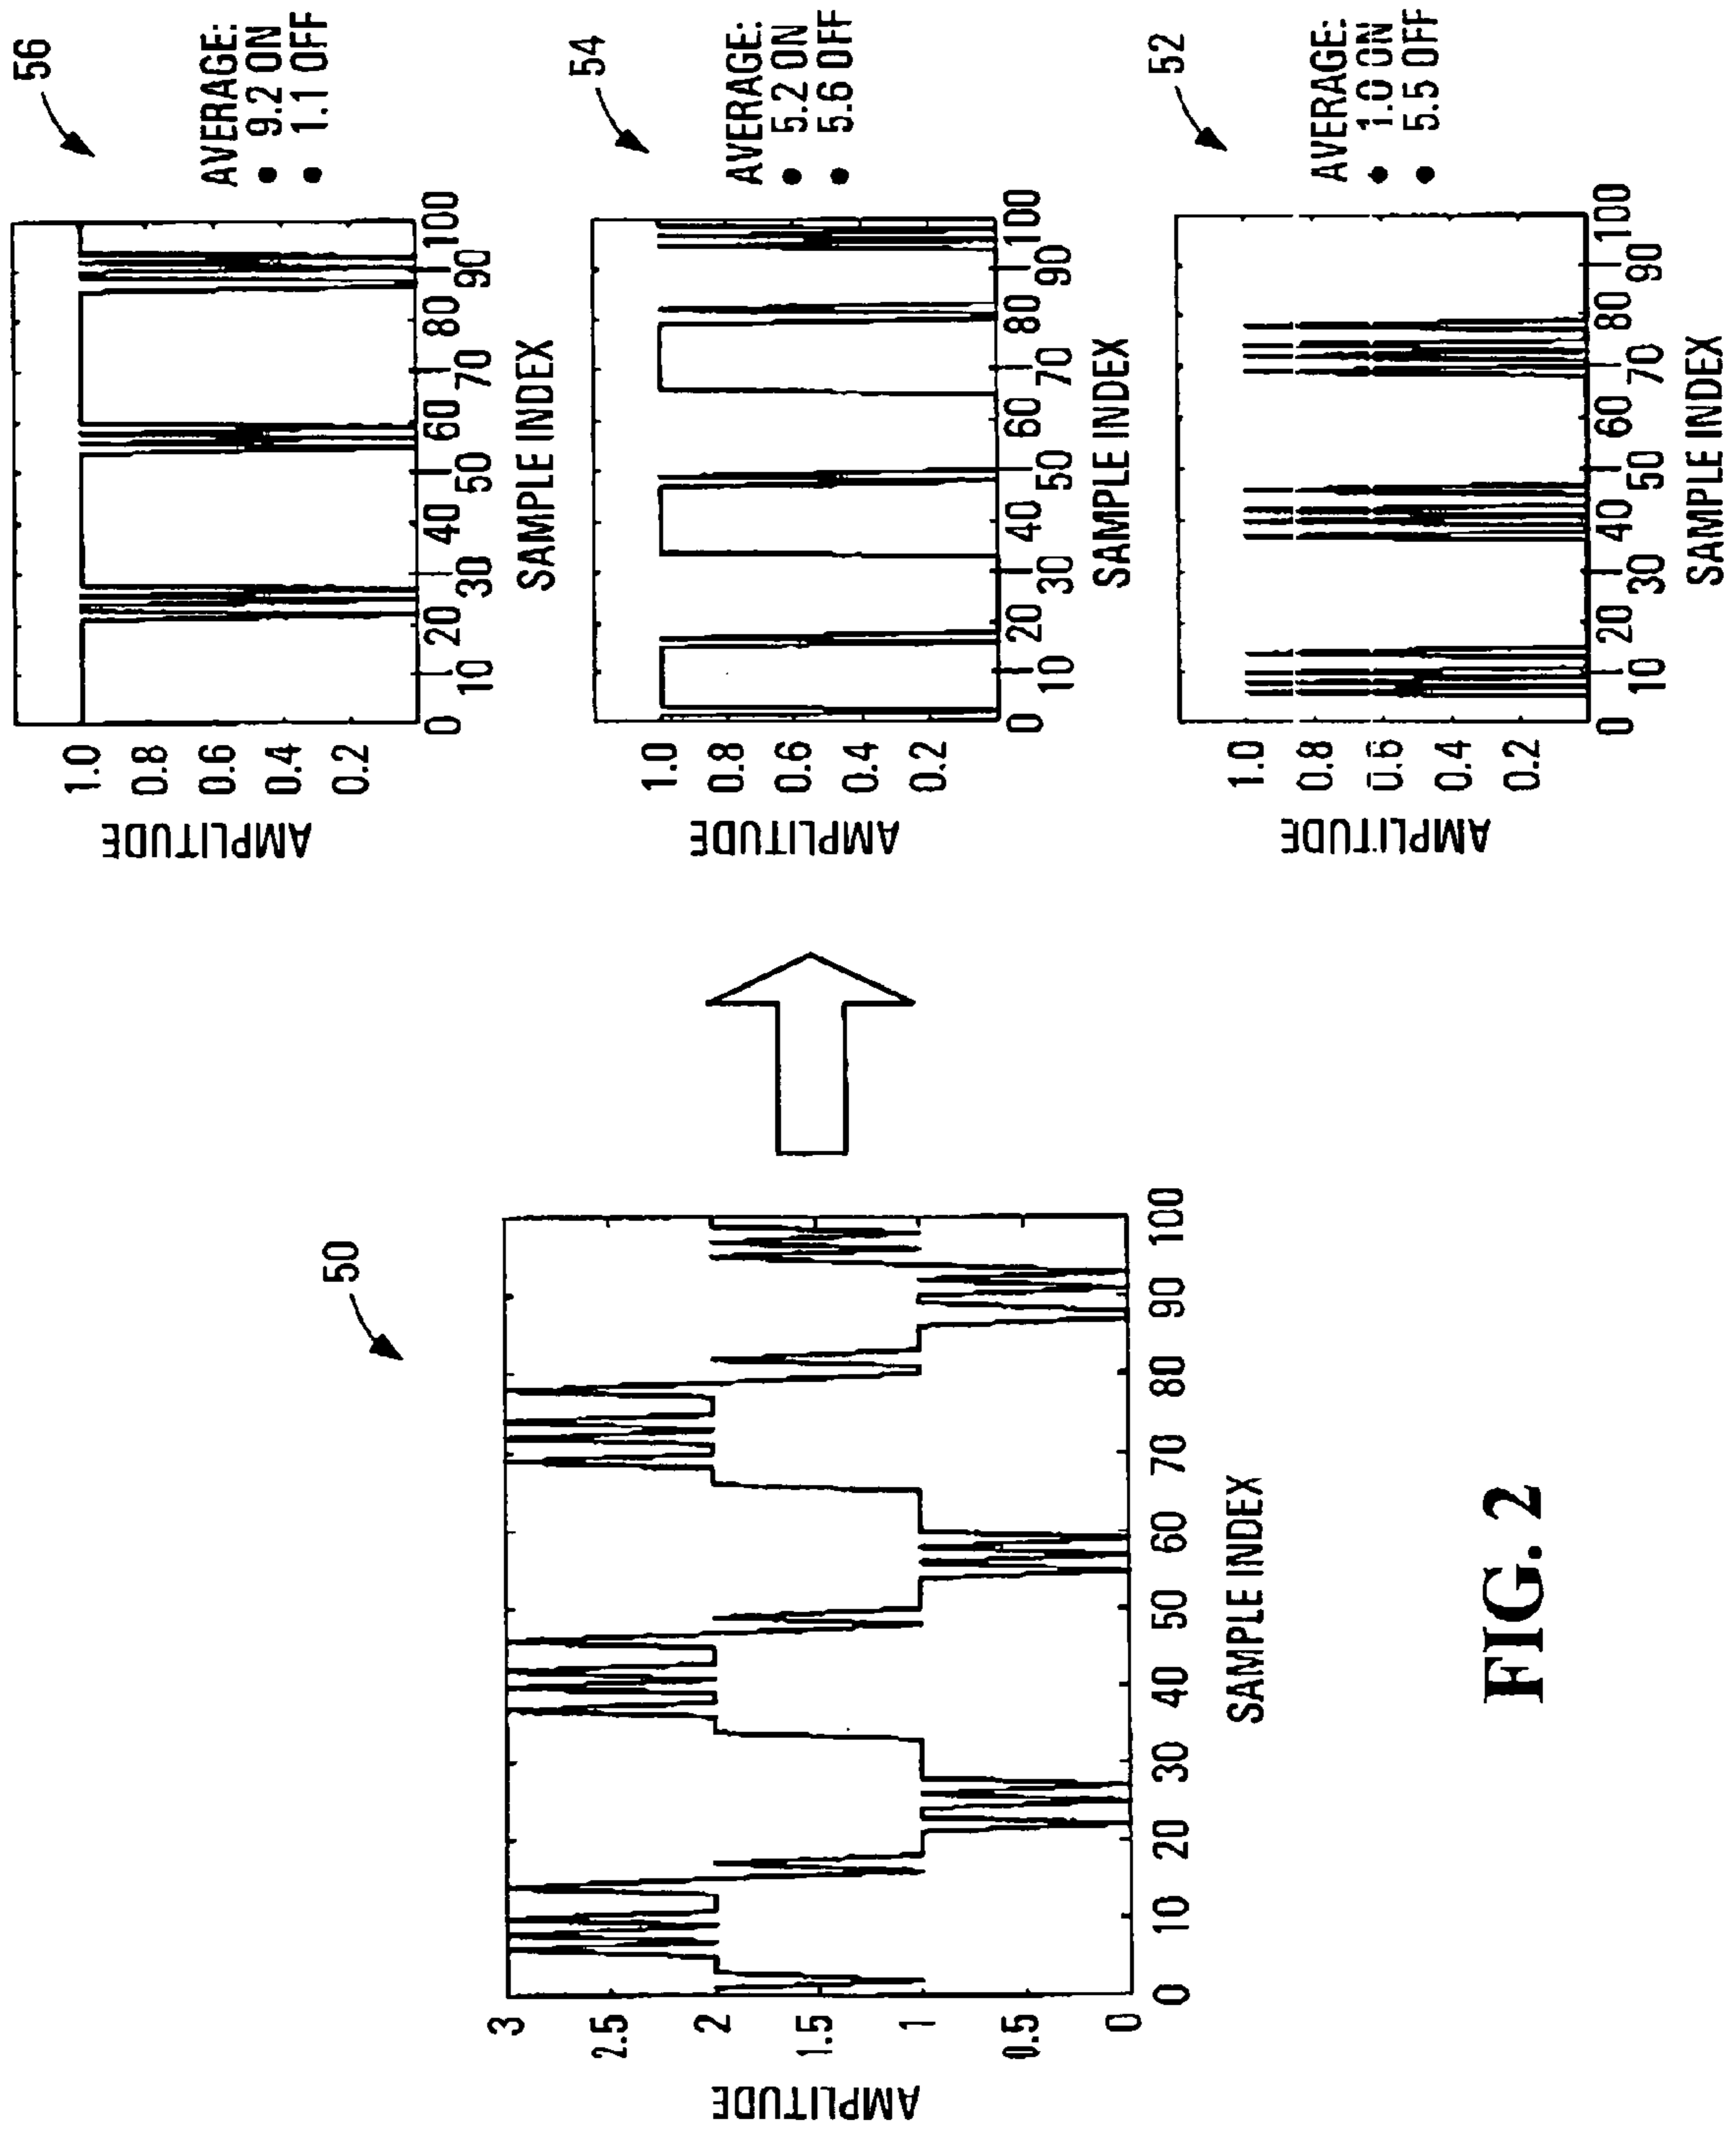 50
3
2.5
2
1.5
1
0.5
0
AMPLITUDE
0 10 20 30 40 50 60 70 80 90 100
SAMPLE INDEX
56
1.0
0.8
0.6
0.4
0.2
AMPLITUDE
0 10 20 30 40 50 60 70 80 90 100
SAMPLE INDEX
AVERAGE:
• 9.2 ON
• 1.1 OFF
54
1.0
0.8
0.6
0.4
0.2
AMPLITUDE
0 10 20 30 40 50 60 70 80 90 100
SAMPLE INDEX
AVERAGE:
• 5.2 ON
• 5.6 OFF
52
1.0
0.8
0.6
0.4
0.2
AMPLITUDE
0 10 20 30 40 50 60 70 80 90 100
SAMPLE INDEX
AVERAGE:
• 1.0 ON
• 5.5 OFF
FIG. 2